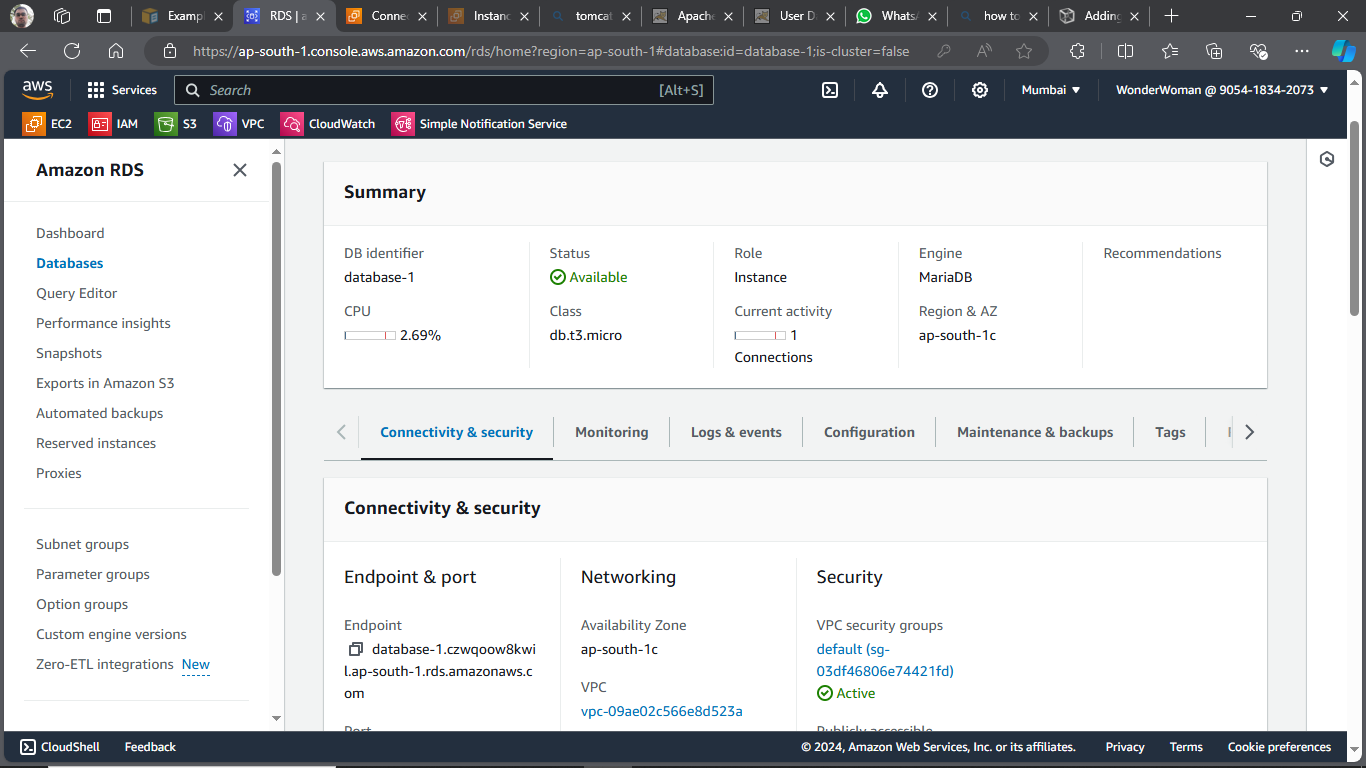 Exampl
RDS | a
Connec
Instanc
tomcat
Apache
User D
WhatsA
how to
Adding
https://ap-south-1.console.aws.amazon.com/rds/home?region=ap-south-1#database:id=database-1;is-cluster=false
aws
Services
Search
[Alt+S]
Mumbai
WonderWoman @ 9054-1834-2073
EC2
IAM
S3
VPC
CloudWatch
Simple Notification Service
Amazon RDS
Dashboard
Databases
Query Editor
Performance insights
Snapshots
Exports in Amazon S3
Automated backups
Reserved instances
Proxies
Subnet groups
Parameter groups
Option groups
Custom engine versions
Zero-ETL integrations New
Summary
DB identifier
database-1
Status
Available
Role
Instance
Engine
MariaDB
Recommendations
CPU
2.69%
Class
db.t3.micro
Current activity
1
Connections
Region & AZ
ap-south-1c
Connectivity & security
Monitoring
Logs & events
Configuration
Maintenance & backups
Tags
Connectivity & security
Endpoint & port
Endpoint
database-1.czwqoow8kwi
l.ap-south-1.rds.amazonaws.c
om
Port
Networking
Availability Zone
ap-south-1c
VPC
vpc-09ae02c566e8d523a
Security
VPC security groups
default (sg-
03df46806e74421fd)
Active
Publicly accessible
CloudShell
Feedback
© 2024, Amazon Web Services, Inc. or its affiliates.
Privacy
Terms
Cookie preferences